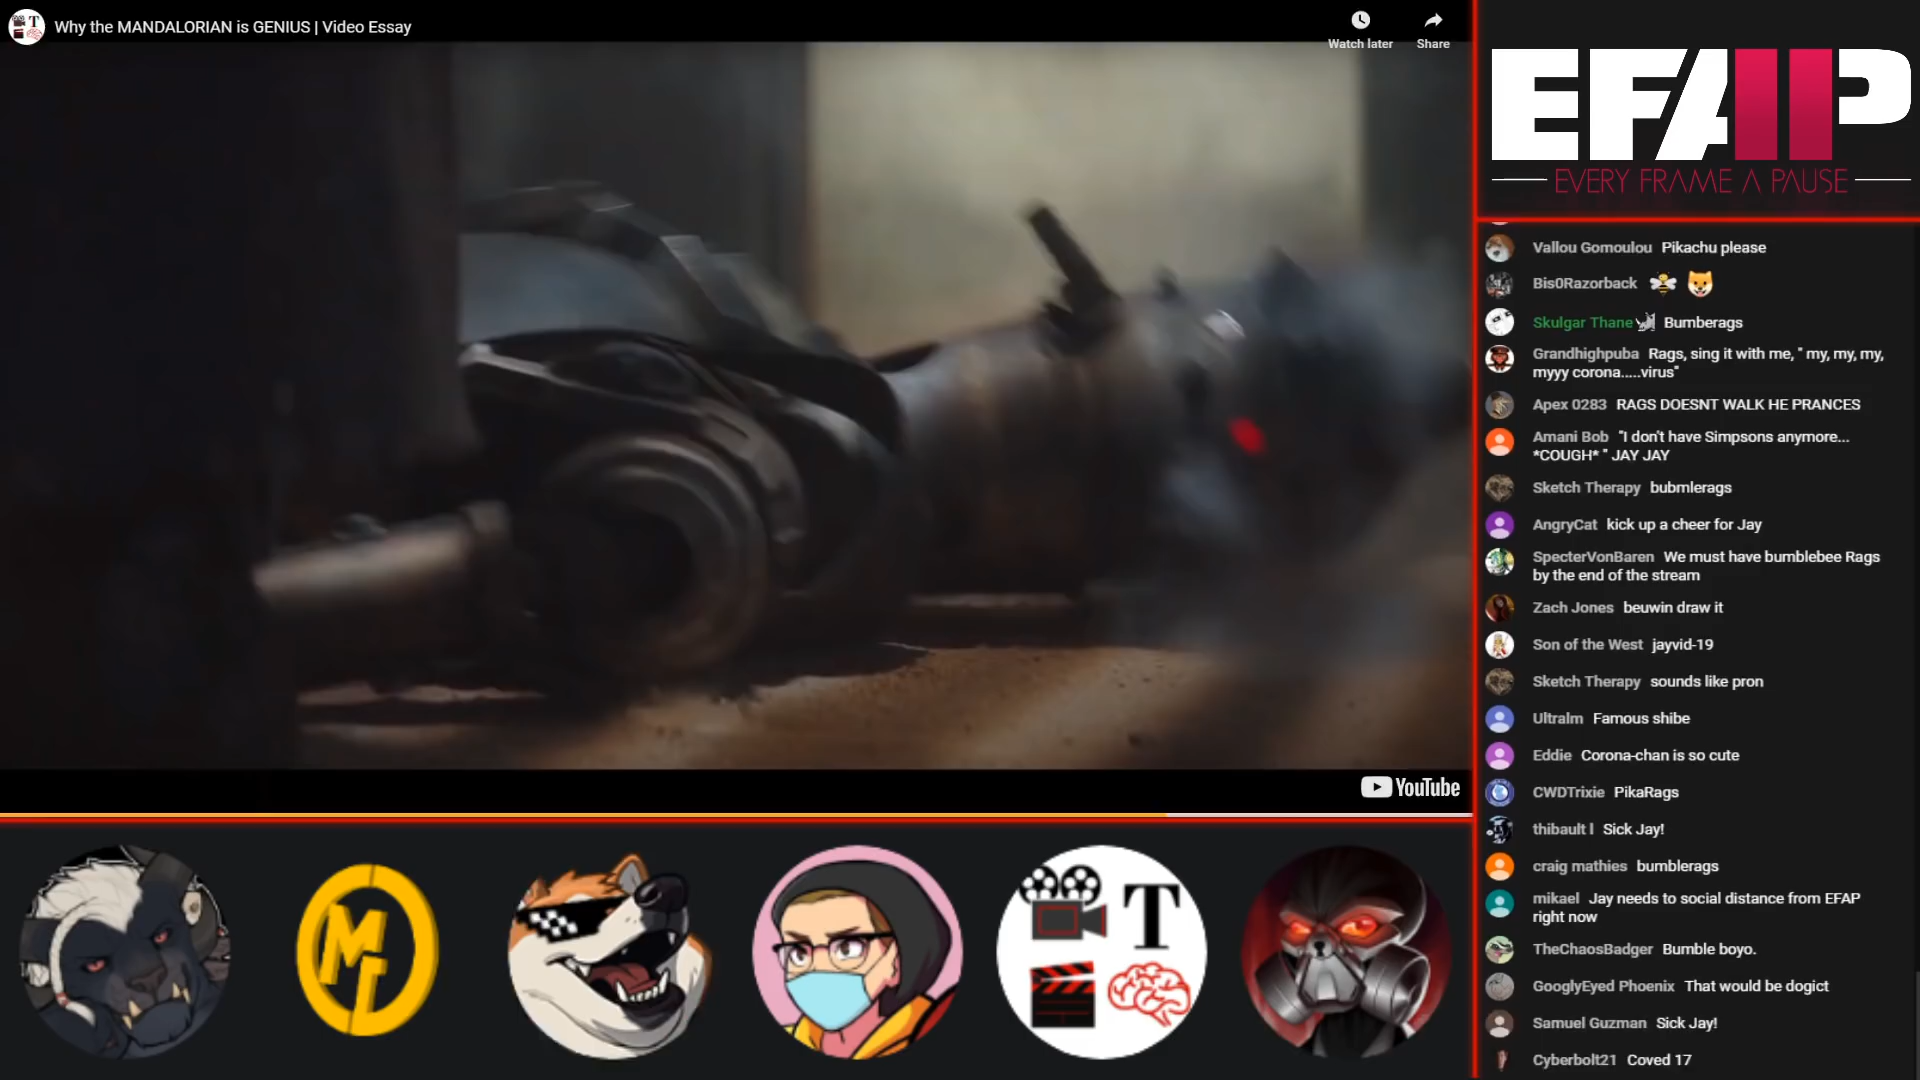 Why the MANDALORIAN is GENIUS | Video Essay
Watch later
Share
EFAP
EVERY FRAME A PAUSE
Vallou Gomoulou Pikachu please
Bis0Razorback
Skulgar Thane Bumberags
Grandhighpuba Rags, sing it with me, " my, my, my,
myyy corona.....virus"
Apex 0283 RAGS DOESNT WALK HE PRANCES
Amani Bob "I don't have Simpsons anymore...
*COUGH* " JAY JAY
Sketch Therapy bubmlerags
AngryCat kick up a cheer for Jay
SpecterVonBaren We must have bumblebee Rags
by the end of the stream
Zach Jones beuwin draw it
Son of the West jayvid-19
Sketch Therapy sounds like pron
Ultralm Famous shibe
Eddie Corona-chan is so cute
CWDTrixie PikaRags
thibault l Sick Jay!
craig mathies bumblerags
mikael Jay needs to social distance from EFAP
right now
TheChaosBadger Bumble boyo.
GooglyEyed Phoenix That would be dogict
Samuel Guzman Sick Jay!
Cyberbolt21 Coved 17
YouTube
ML
T